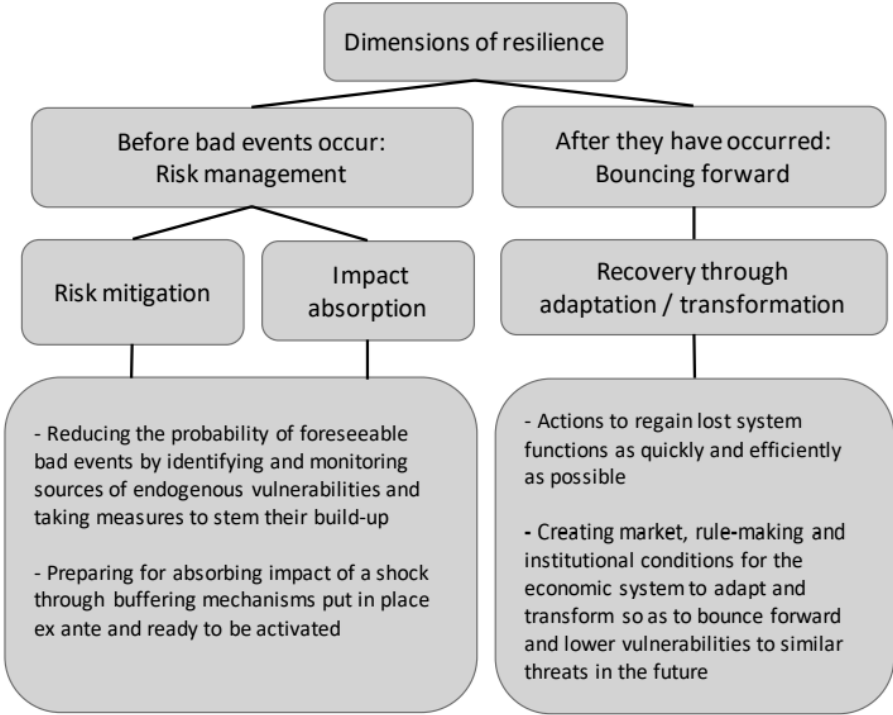 Dimensions of resilience
Before bad events occur:
Risk management
After they have occurred:
Bouncing forward
Risk mitigation
Impact
absorption
Recovery through
adaptation / transformation
- Reducing the probability of foreseeable
bad events by identifying and monitoring
sources of endogenous vulnerabilities and
taking measures to stem their build-up
- Preparing for absorbing impact of a shock
through buffering mechanisms put in place
ex ante and ready to be activated
- Actions to regain lost system
functions as quickly and efficiently
as possible
- Creating market, rule-making and
institutional conditions for the
economic system to adapt and
transform so as to bounce forward
and lower vulnerabilities to similar
threats in the future